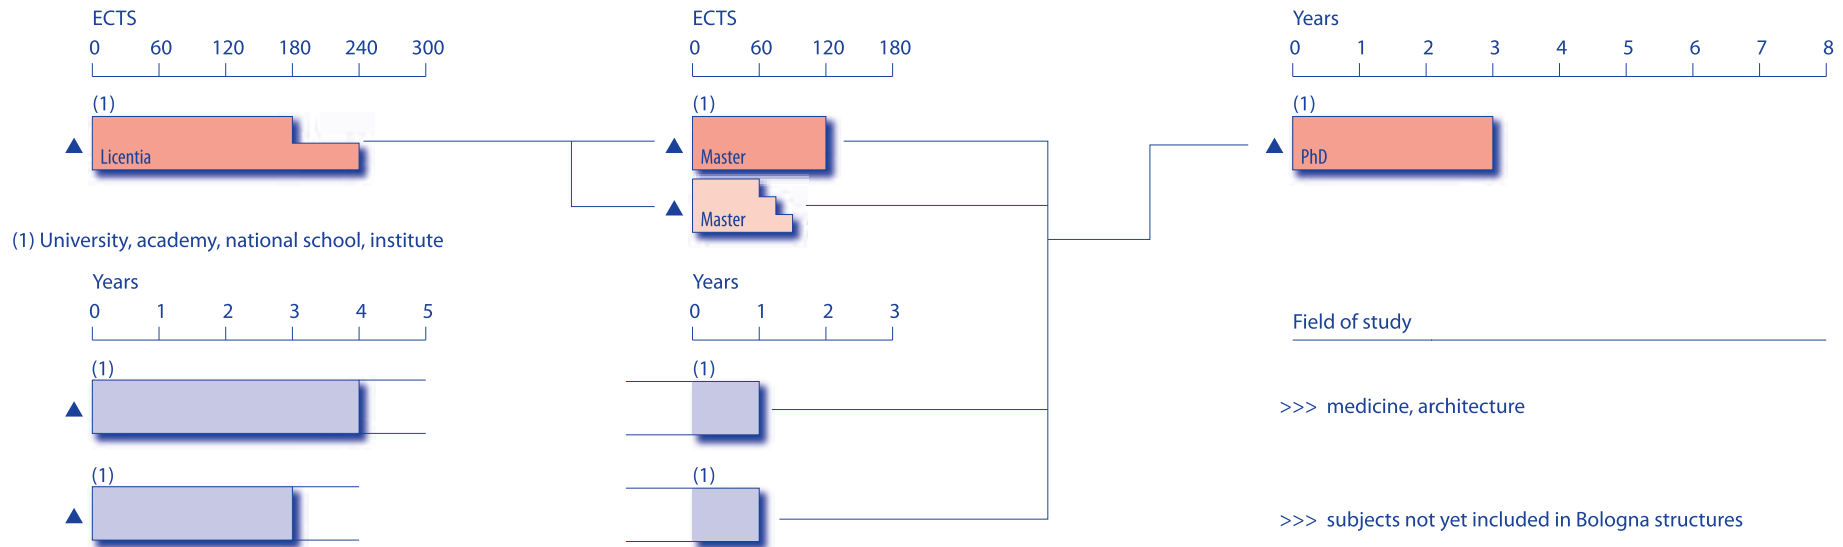 ECTS
0 60 120 180 240 300
ECTS
0 60 120 180
Years
0 1 2 3 4 5 6 7 8
(1)
Licentia
(1)
Master
Master
(1)
PhD
(1) University, academy, national school, institute
Years
0 1 2 3 4 5
Years
0 1 2 3
Field of study
(1)
(1)
>>> medicine, architecture
(1)
(1)
>>> subjects not yet included in Bologna structures